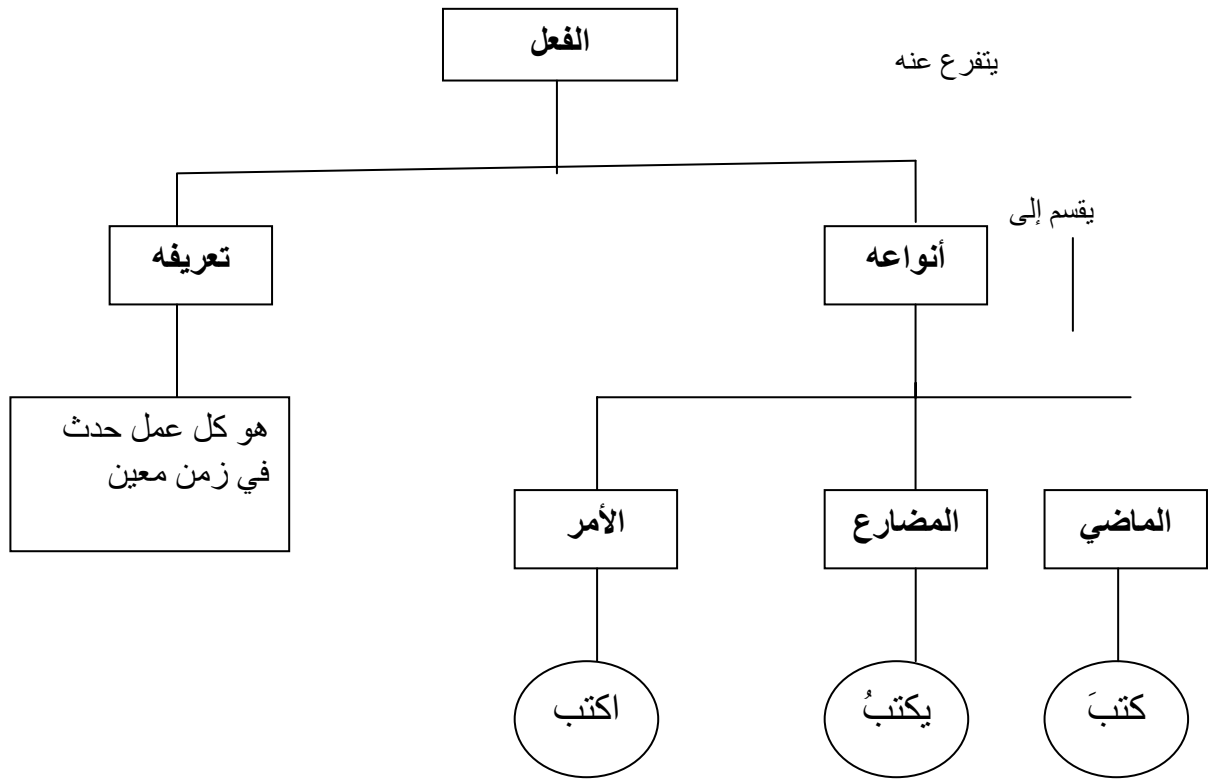 الفعل
يتفرع عنه
يقسم إلى
أنواعه
تعريفه
هو كل عمل حدث
في زمن معين
الماضي
المضارع
الأمر
كتبَ
يكتبُ
اكتب